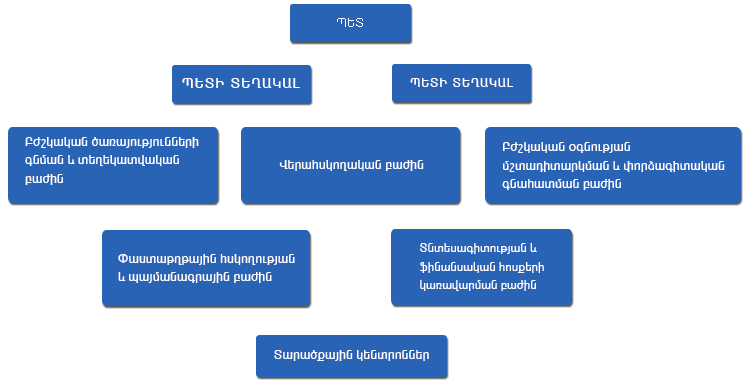 ՊԵՏ
ՊԵՏԻ ՏԵՂԱԿԱԼ
ՊԵՏԻ ՏԵՂԱԿԱԼ
Բժշկական ծառայությունների
գնման և տեղեկատվական
բաժին
Վերահսկողական բաժին
Բժշկական օգնության
մշտադիտարկման և փորձագիտական
գնահատման բաժին
Փաստաթղթային հսկողության
և պայմանագրային բաժին
Տնտեսագիտության և
ֆինանսական հոսքերի
կառավարման բաժին
Տարածքային կենտրոններ